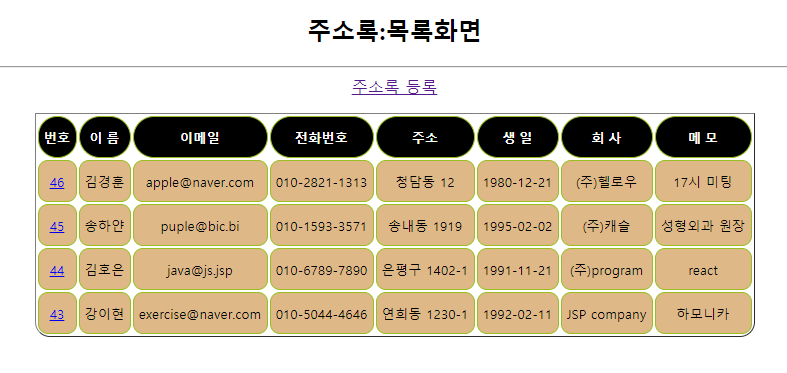 주소록:목록화면
주소록 등록
번호 이 름 이메일 전화번호 주소 생 일 회 사 메 모
46 김경훈 apple@naver.com 010-2821-1313 청담동 12 1980-12-21 (주)헬로우 17시 미팅
45 송하얀 puple@bic.bi 010-1593-3571 송내동 1919 1995-02-02 (주)캐슬 성형외과 원장
44 김호은 java@js.jsp 010-6789-7890 은평구 1402-1 1991-11-21 (주)program react
43 강이현 exercise@naver.com 010-5044-4646 연희동 1230-1 1992-02-11 JSP company 하모니카